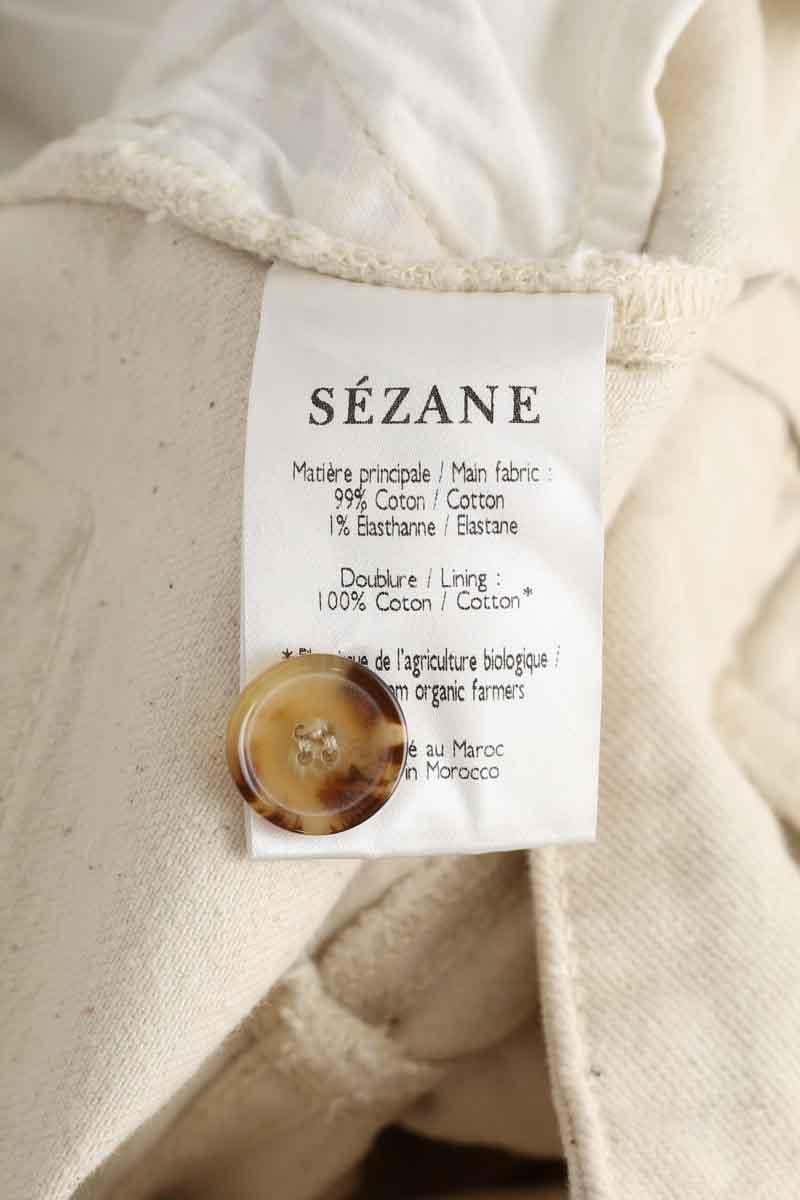 SÉZANE
Matière principale / Main fabric :
99% Coton / Cotton
1% Élasthanne / Elastane
Doublure / Lining :
100% Coton / Cotton*
* de l'agriculture biologique /
organic farmers
au Maroc
in Morocco